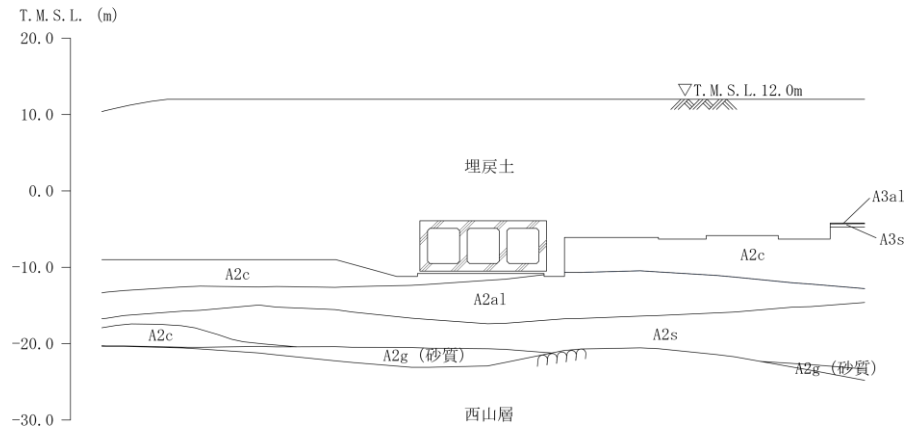 T.M.S.L. (m)
20.0
▽T.M.S.L.12.0m
10.0
埋戻土
0.0
A3al
A3s
-10.0
A2c
A2c
A2al
A2c
A2s
-20.0
A2g (砂質)
A2g (砂質)
-30.0
西山層